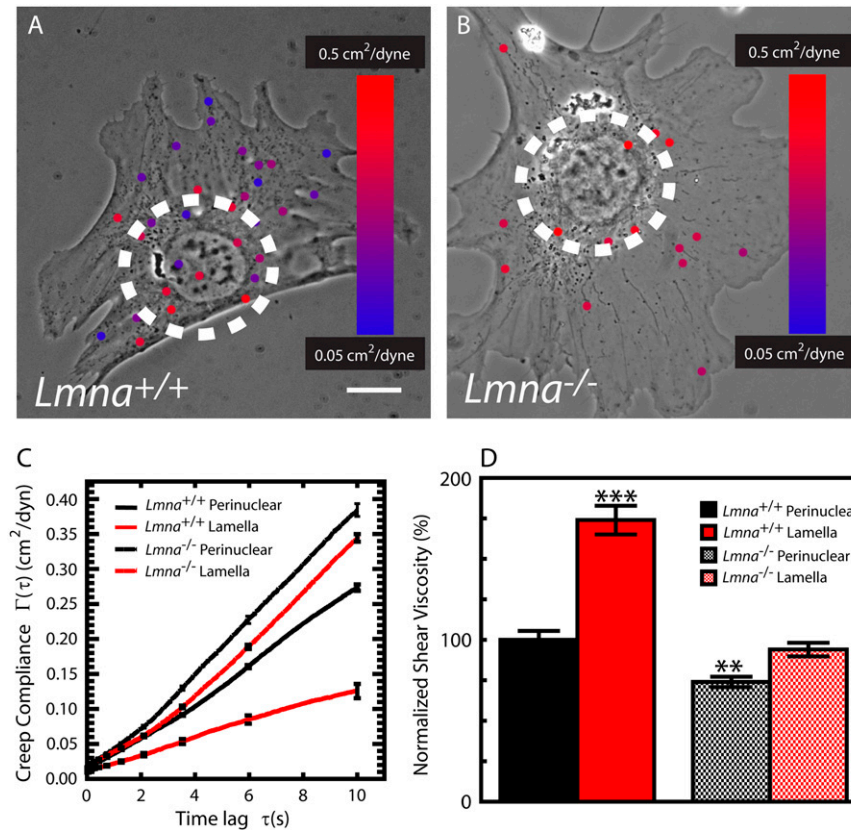 A
0.5 cm²/dyne
0.05 cm²/dyne
Lmna+/+
B
0.5 cm²/dyne
0.05 cm²/dyne
Lmna-/-
C
Creep Compliance Γ(τ) (cm²/dyn)
0.40
0.35
0.30
0.25
0.20
0.15
0.10
0.05
0.00
Lmna+/+ Perinuclear
Lmna+/+ Lamella
Lmna-/- Perinuclear
Lmna-/- Lamella
0 2 4 6 8 10
Time lag τ(s)
D
Normalized Shear Viscosity (%)
200
100
0
***
**
Lmna+/+ Perinuclea
Lmna+/+ Lamella
Lmna-/- Perinuclear
Lmna-/- Lamella